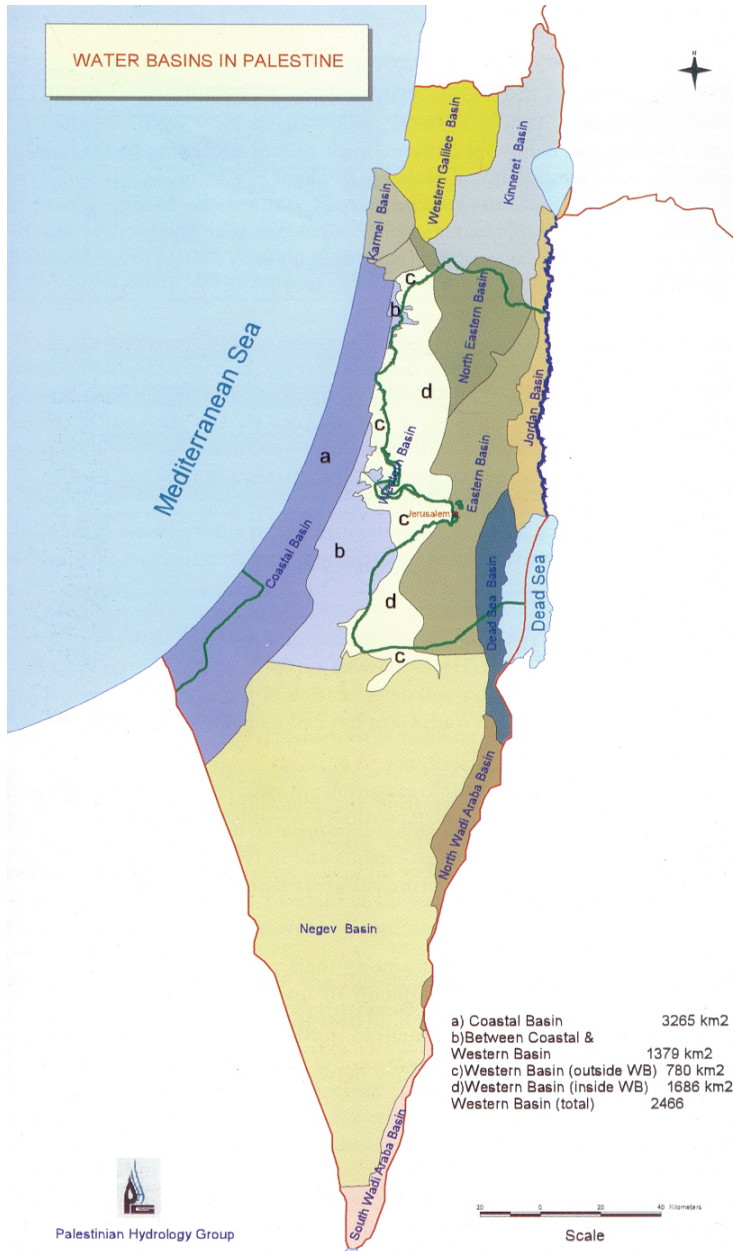 WATER BASINS IN PALESTINE
N
Western Galilee Basin
Kinneret Basin
Karmel Basin
c
b
North Eastern Basin
Mediterranean Sea
d
Jordan Basin
c
a
Western Basin
Eastern Basin
c
Jerusalem
b
Coastal Basin
Dead Sea Basin
Dead Sea
d
c
North Wadi Araba Basin
Negev Basin
a) Coastal Basin 3265 km2
b)Between Coastal &
Western Basin 1379 km2
c)Western Basin (outside WB) 780 km2
d)Western Basin (inside WB) 1686 km2
Western Basin (total) 2466
South Wadi Araba Basin
20 0 20 40 Kilometers
Palestinian Hydrology Group
Scale